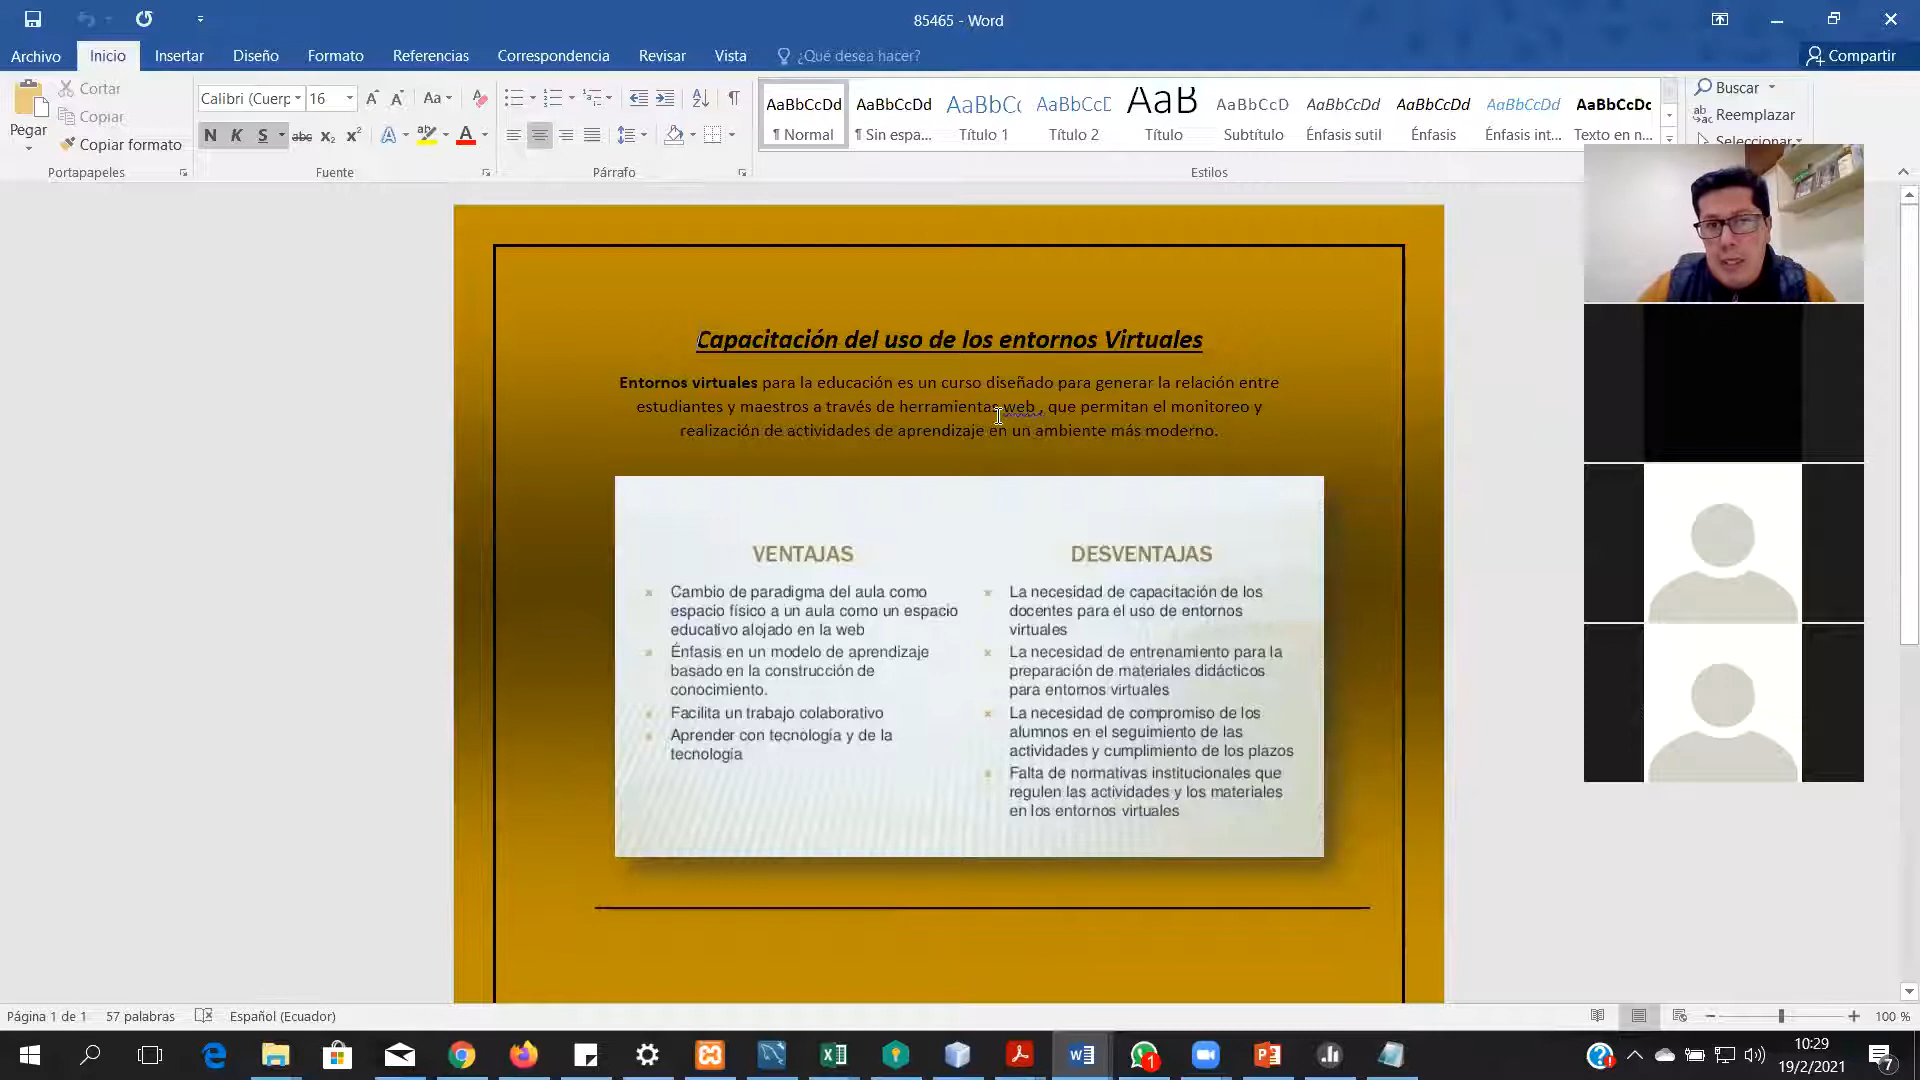 85465 - Word
Archivo Inicio Insertar Diseño Formato Referencias Correspondencia Revisar Vista ¿Qué desea hacer? Compartir
Pegar
Cortar
Copiar
Copiar formato
Portapapeles
Calibri (Cuerp 16
Aa
N K S abc x₂ x²
Fuente
Párrafo
AaBbCcDd AaBbCcDd AaBbC( AaBbCcE AaB AaBbCcD AaBbCcDd AaBbCcDd AaBbCcDd AaBbCcDc
¶ Normal ¶ Sin espa... Título 1 Título 2 Título Subtítulo Énfasis sutil Énfasis Énfasis int... Texto en n...
Estilos
Buscar
Reemplazar
Seleccionar
Capacitación del uso de los entornos Virtuales
Entornos virtuales para la educación es un curso diseñado para generar la relación entre
estudiantes y maestros a través de herramientas web , que permitan el monitoreo y
realización de actividades de aprendizaje en un ambiente más moderno.
VENTAJAS
Cambio de paradigma del aula como
espacio físico a un aula como un espacio
educativo alojado en la web
Énfasis en un modelo de aprendizaje
basado en la construcción de
conocimiento.
Facilita un trabajo colaborativo
Aprender con tecnología y de la
tecnología
DESVENTAJAS
La necesidad de capacitación de los
docentes para el uso de entornos
virtuales
La necesidad de entrenamiento para la
preparación de materiales didácticos
para entornos virtuales
La necesidad de compromiso de los
alumnos en el seguimiento de las
actividades y cumplimiento de los plazos
Falta de normativas institucionales que
regulen las actividades y los materiales
en los entornos virtuales
Página 1 de 1 57 palabras Español (Ecuador) 100 %
10:29
19/2/2021
7